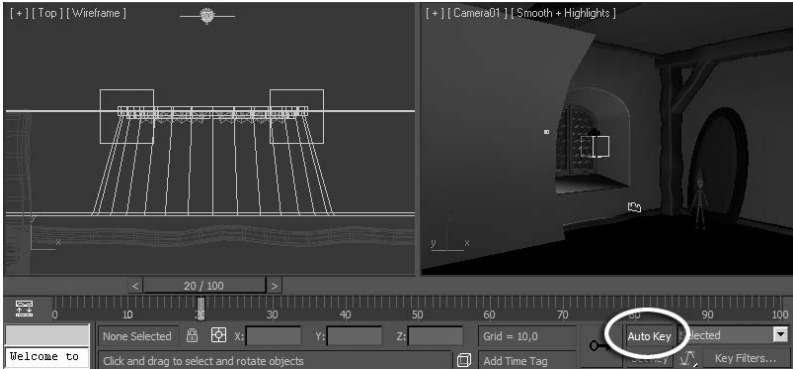 [ + ] [ Top ] [ Wireframe ]
[ + ] [ Camera01 ] [ Smooth + Highlights ]
y
x
y
x
< 20 / 100 >
0 10 20 30 40 50 60 70 80 90 100
None Selected X: Y: Z: Grid = 10,0 Auto Key Selected
Welcome to Click and drag to select and rotate objects Add Time Tag Set Key Key Filters...